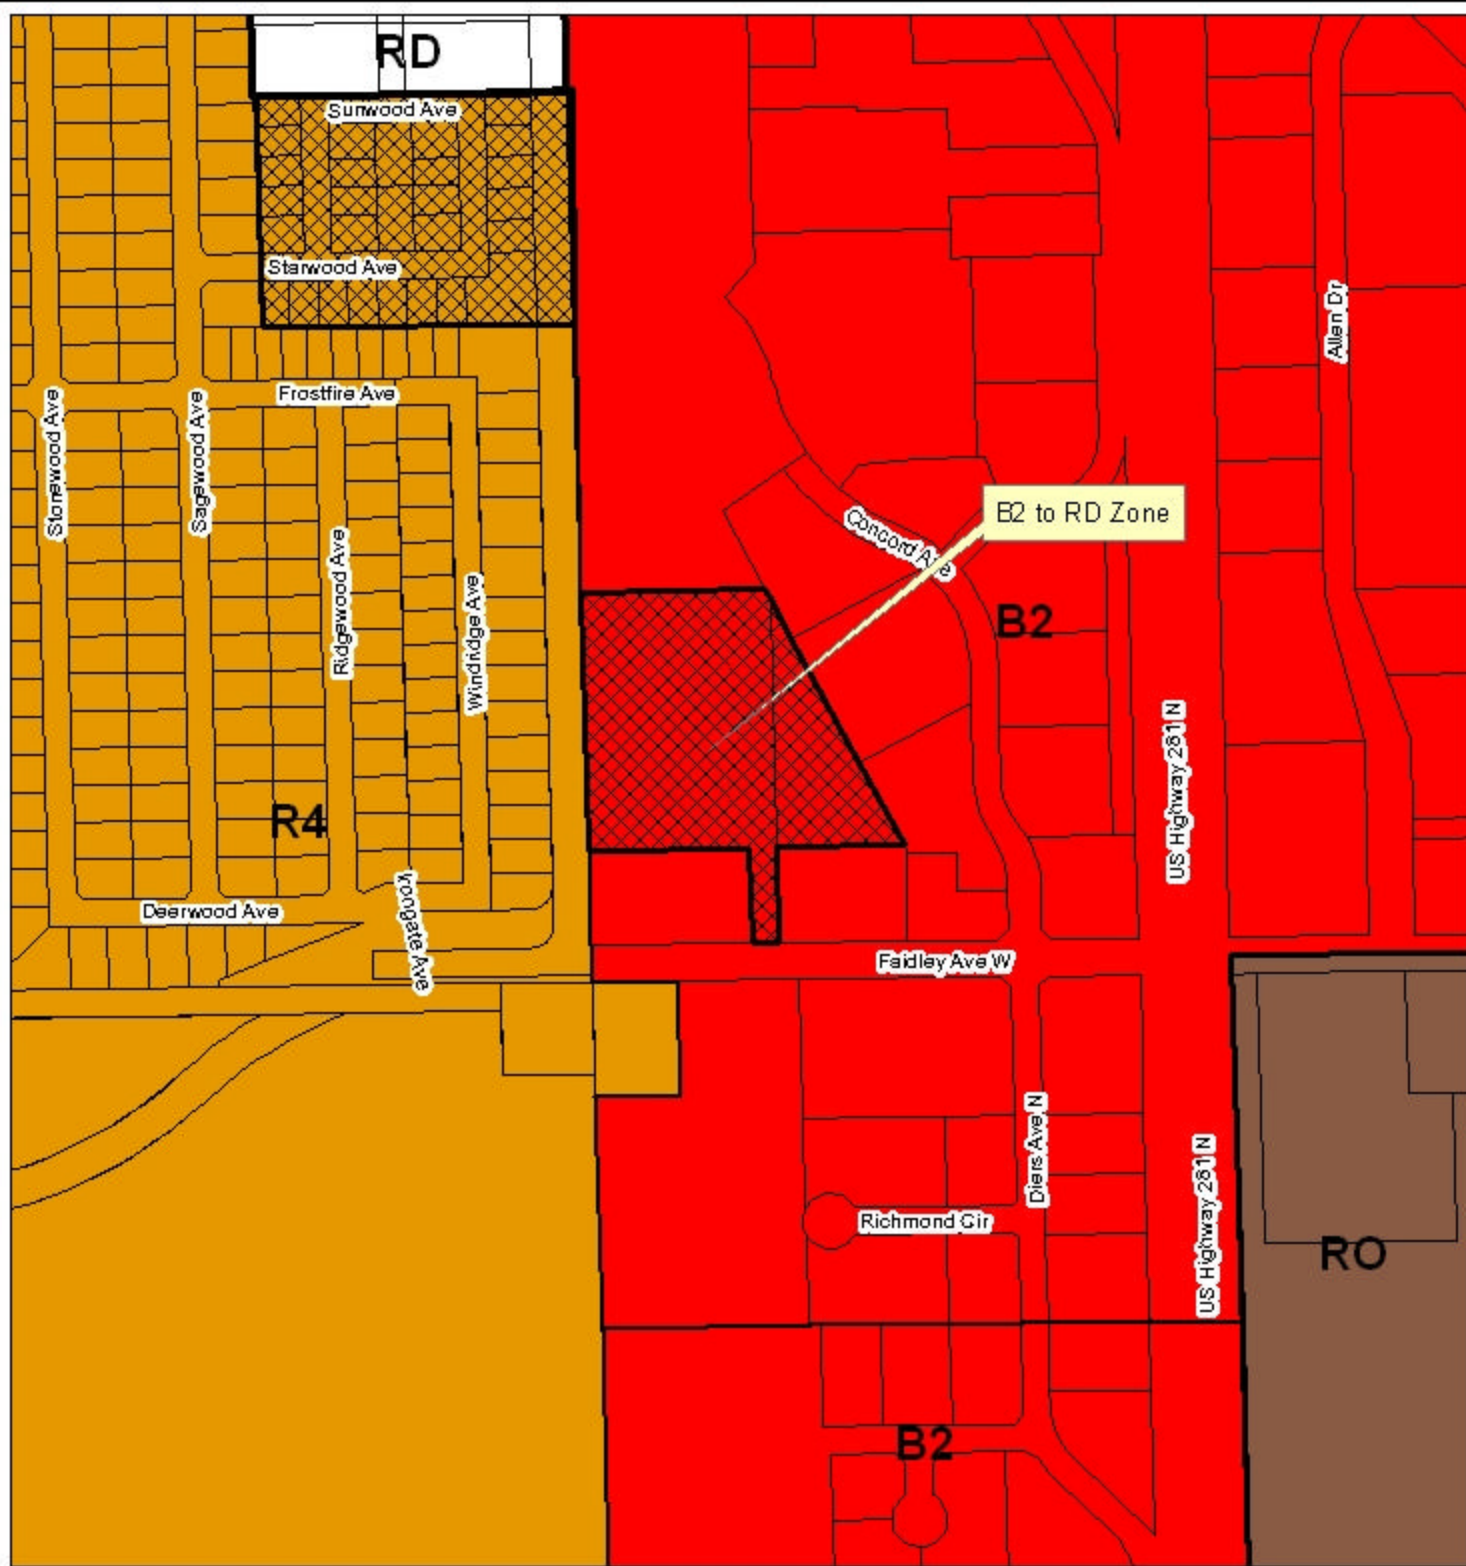 RD
Sunwood Ave
Starwood Ave
Allen Dr
Frostfire Ave
Stonewood Ave
Sagewood Ave
B2 to RD Zone
Concord Ave
Ridgewood Ave
Windridge Ave
B2
US Highway 281 N
R4
Irongate Ave
Deerwood Ave
Faidley Ave W
Diers Ave N
US Highway 281 N
Richmond Cir
RO
B2